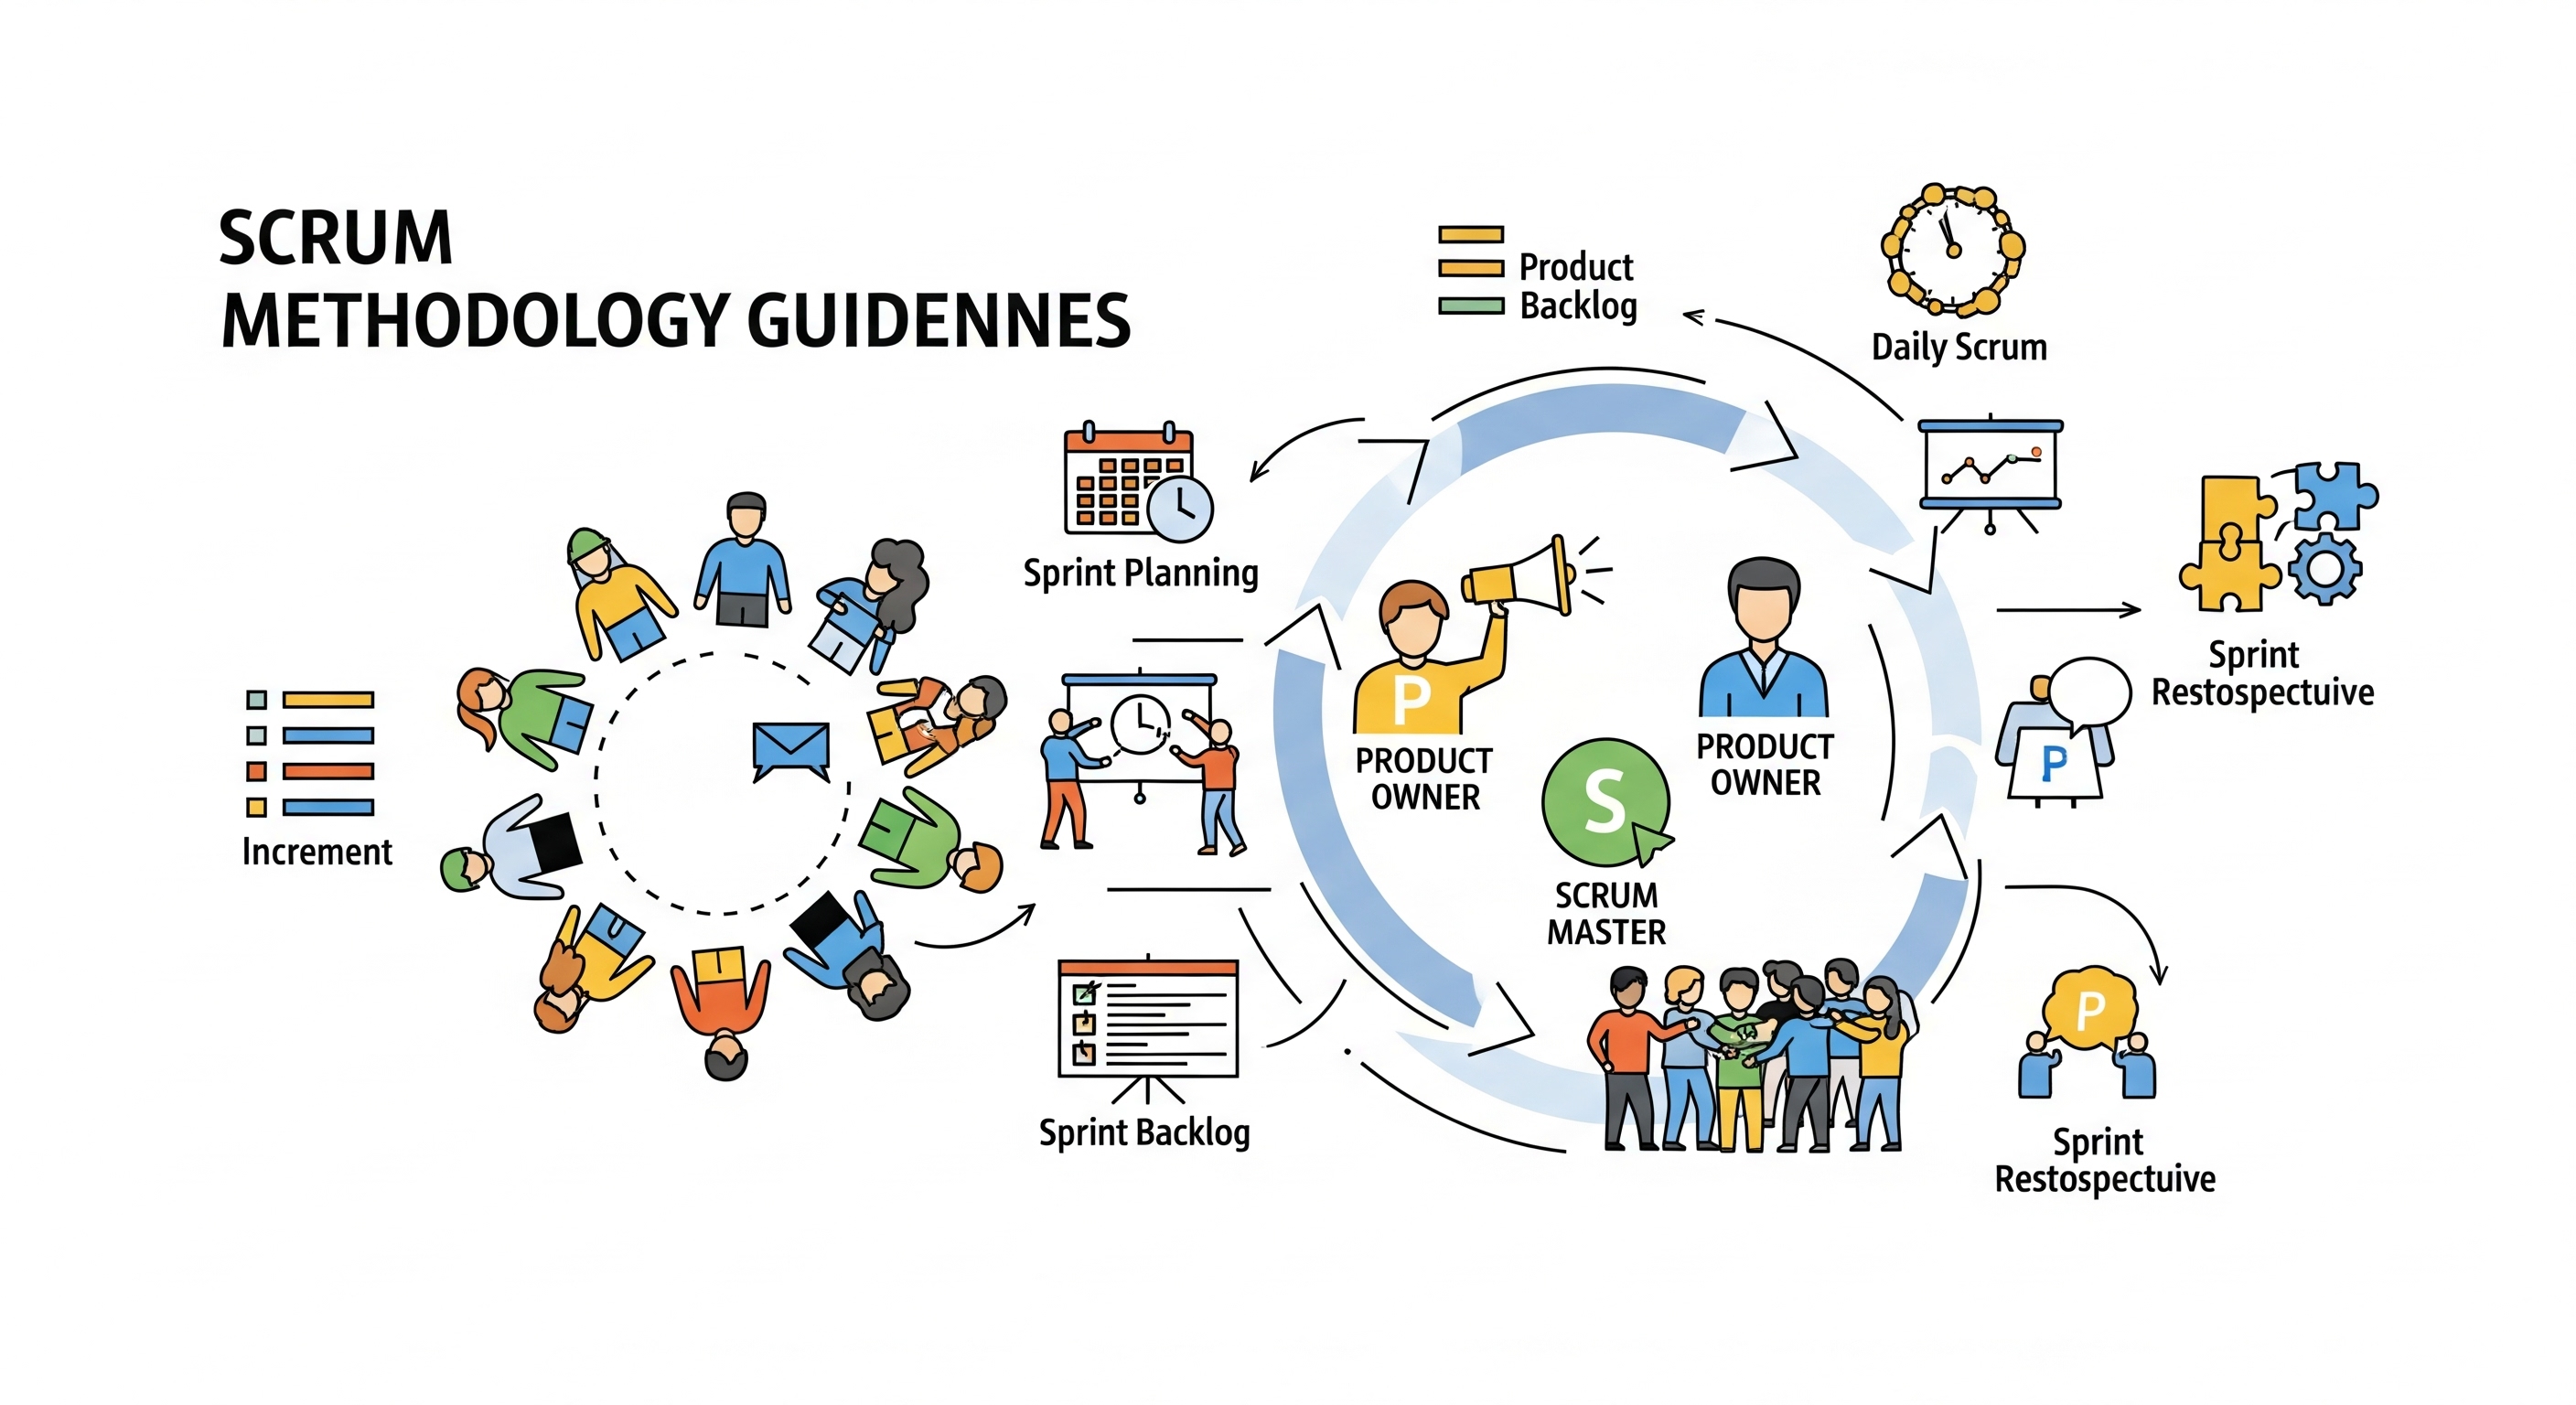 SCRUM
METHODOLOGY GUIDENNES
Product
Backlog
Daily Scrum
Sprint Planning
Sprint
Restospectuive
P
PRODUCT
OWNER
PRODUCT
OWNER
P
S
SCRUM
MASTER
Increment
P
Sprint Backlog
Sprint
Restospectuive